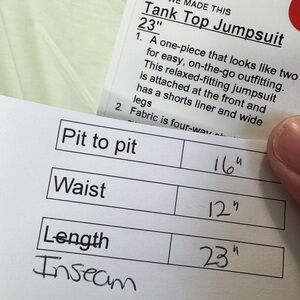 WE MADE THIS
Tank Top Jumpsuit
23"
1. A one-piece that looks like two
for easy, on-the-go outfitting.
This relaxed-fitting jumpsuit
is attached at the front and
has a shorts liner and wide
legs
2 Fabric is four-way
Pit to pit 16"
Waist 12"
Length 23"
Inseam